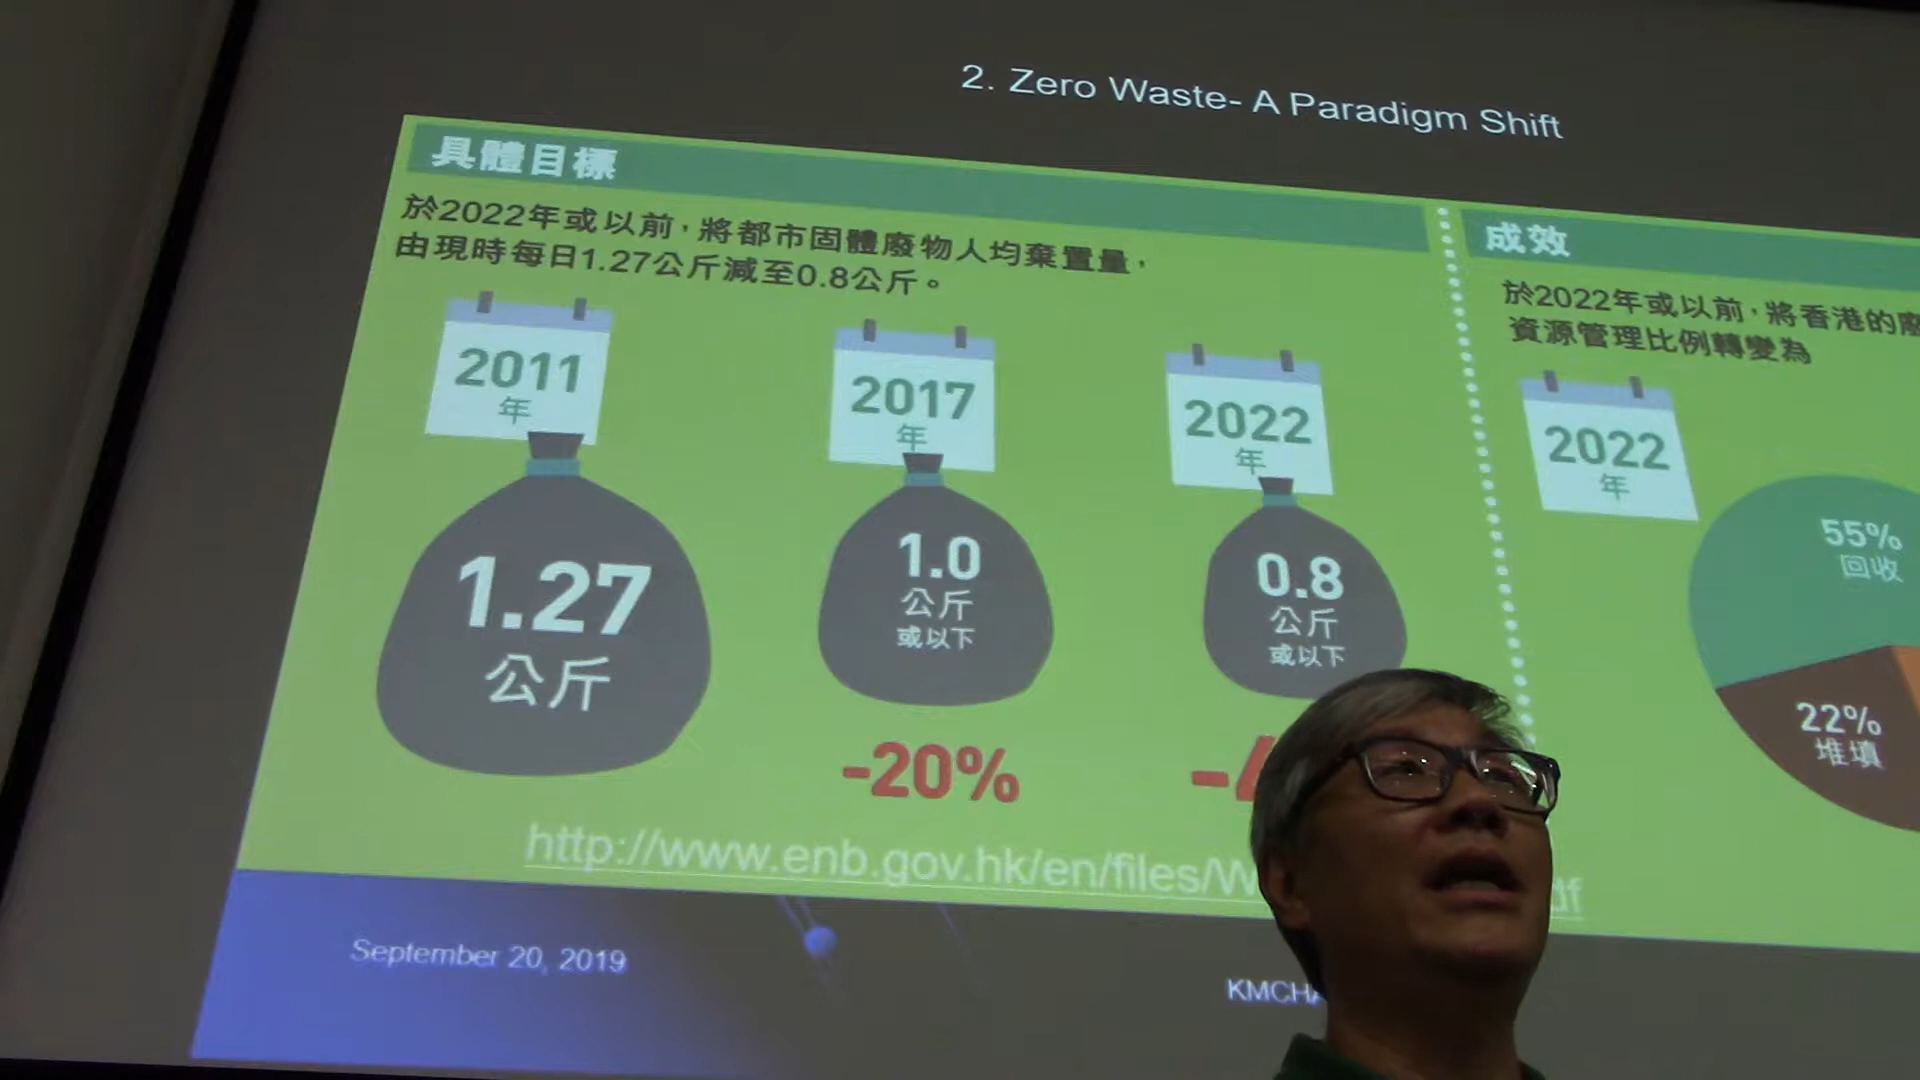 2. Zero Waste- A Paradigm Shift
具體目標
於2022年或以前，將都市固體廢物人均棄置量，
由現時每日1.27公斤減至0.8公斤。
2011
年
1.27
公斤
2017
年
1.0
公斤
或以下
-20%
2022
年
0.8
公斤
或以下
成效
於2022年或以前，將香港的廢
資源管理比例轉變為
2022
年
55%
回收
22%
堆填
http://www.enb.gov.hk/en/files/W
df
September 20, 2019
KMCHA